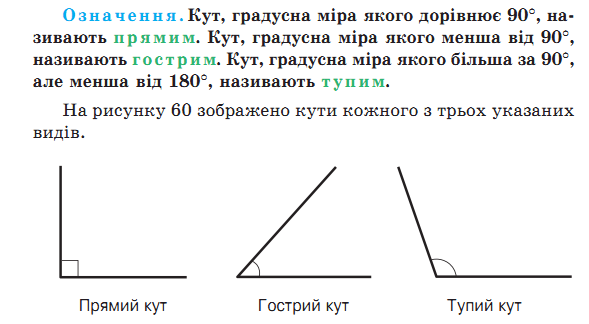 Означення. Кут, градусна міра якого дорівнює 90°, на-
зивають прямим. Кут, градусна міра якого менша від 90°,
називають гострим. Кут, градусна міра якого більша за 90°,
але менша від 180°, називають тупим.
На рисунку 60 зображено кути кожного з трьох указаних
видів.
Прямий кут Гострий кут Тупий кут